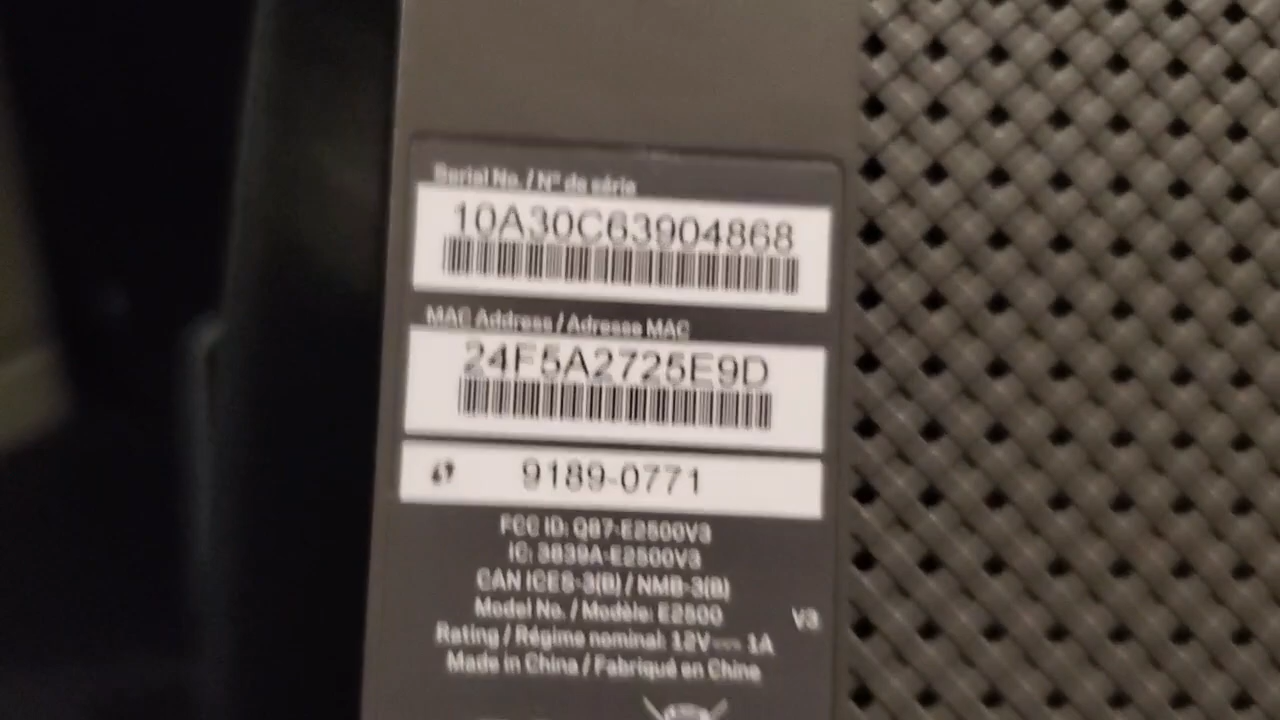 Serial No. / N° de série
10A30C63904868
MAC Address / Adresse MAC
24F5A2725E9D
9189-0771
FCC ID: Q87-E2500V3
IC: 3839A-E2500V3
CAN ICES-3(B) / NMB-3(B)
Model No. / Modèle: E2500 V3
Rating / Régime nominal: 12V⎓ 1A
Made in China / Fabriqué en Chine